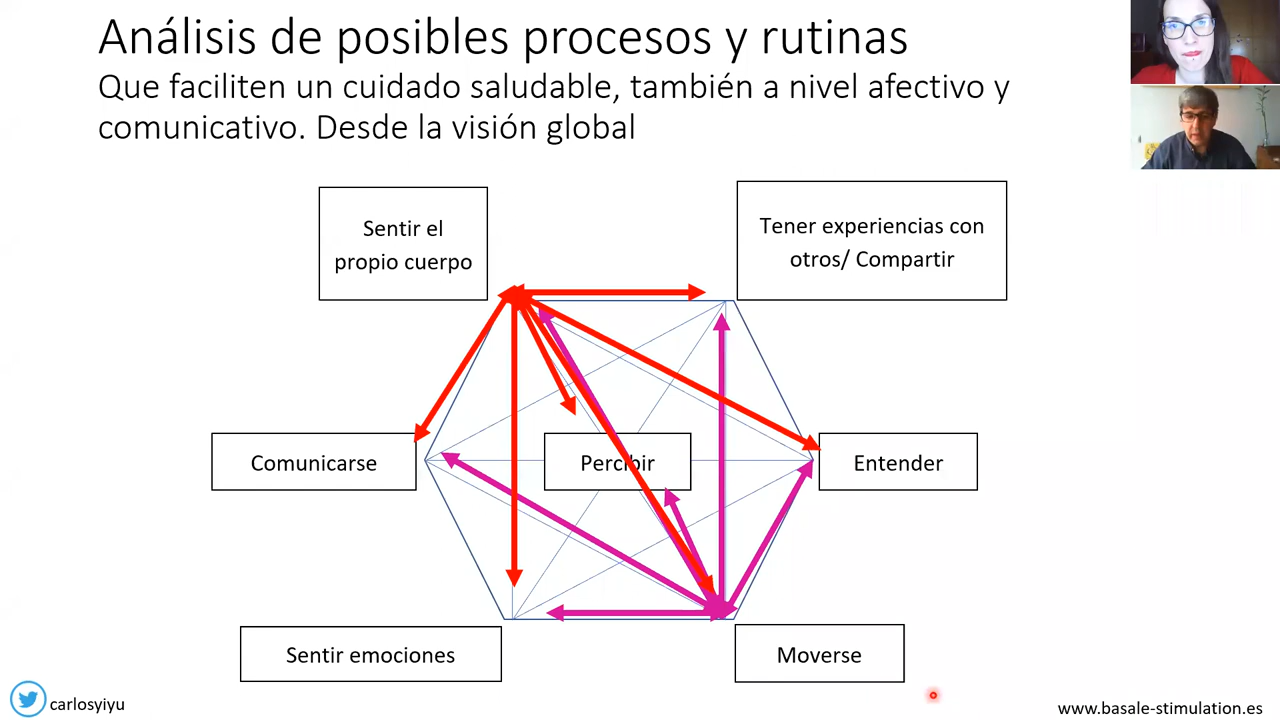 Análisis de posibles procesos y rutinas
Que faciliten un cuidado saludable, también a nivel afectivo y
comunicativo. Desde la visión global
Sentir el
propio cuerpo
Tener experiencias con
otros/ Compartir
Comunicarse
Percibir
Entender
Sentir emociones
Moverse
carlosyiyu
www.basale-stimulation.es